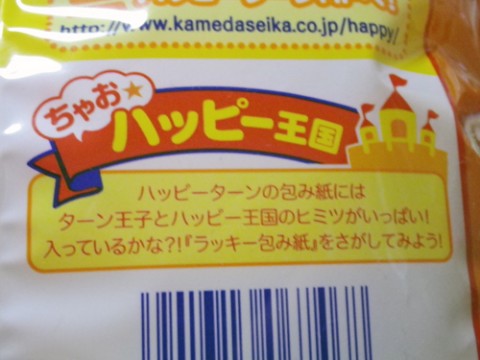 http://www.kamedaseika.co.jp/happy/
ちゃお☆
ハッピー王国
ハッピーターンの包み紙には
ターン王子とハッピー王国のヒミツがいっぱい!
入っているかな?!『ラッキー包み紙』をさがしてみよう!